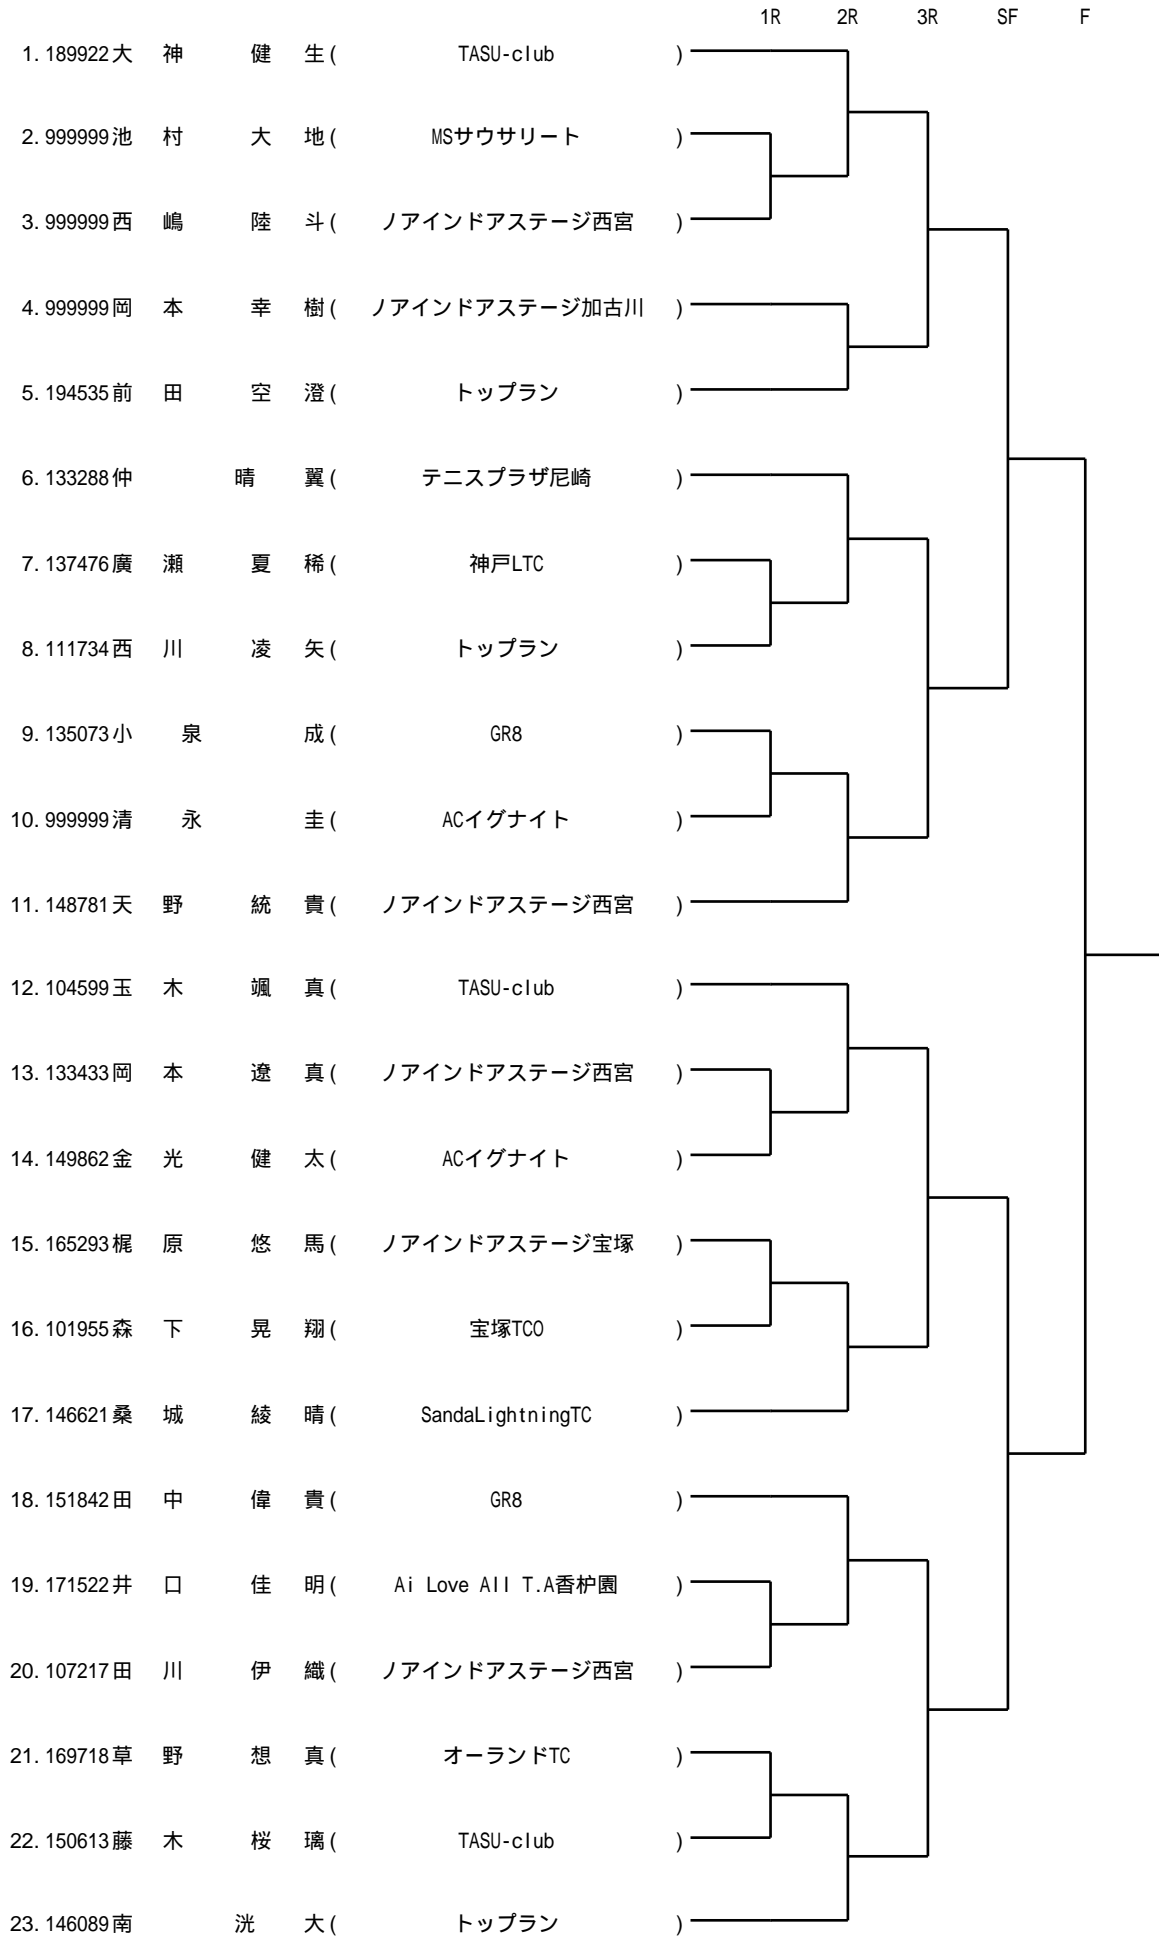 1R 2R 3R SF F
1. 189922 大 神 健 生 ( TASU-club )
2. 999999 池 村 大 地 ( MSサウサリート )
3. 999999 西 嶋 陸 斗 ( ノアインドアステージ西宮 )
4. 999999 岡 本 幸 樹 ( ノアインドアステージ加古川 )
5. 194535 前 田 空 澄 ( トップラン )
6. 133288 仲 晴 翼 ( テニスプラザ尼崎 )
7. 137476 廣 瀬 夏 稀 ( 神戸LTC )
8. 111734 西 川 凌 矢 ( トップラン )
9. 135073 小 泉 成 ( GR8 )
10. 999999 清 永 圭 ( ACイグナイト )
11. 148781 天 野 統 貴 ( ノアインドアステージ西宮 )
12. 104599 玉 木 颯 真 ( TASU-club )
13. 133433 岡 本 遼 真 ( ノアインドアステージ西宮 )
14. 149862 金 光 健 太 ( ACイグナイト )
15. 165293 梶 原 悠 馬 ( ノアインドアステージ宝塚 )
16. 101955 森 下 晃 翔 ( 宝塚TCO )
17. 146621 桑 城 綾 晴 ( SandaLightningTC )
18. 151842 田 中 偉 貴 ( GR8 )
19. 171522 井 口 佳 明 ( Ai Love All T.A香枦園 )
20. 107217 田 川 伊 織 ( ノアインドアステージ西宮 )
21. 169718 草 野 想 真 ( オーランドTC )
22. 150613 藤 木 桜 璃 ( TASU-club )
23. 146089 南 洸 大 ( トップラン )